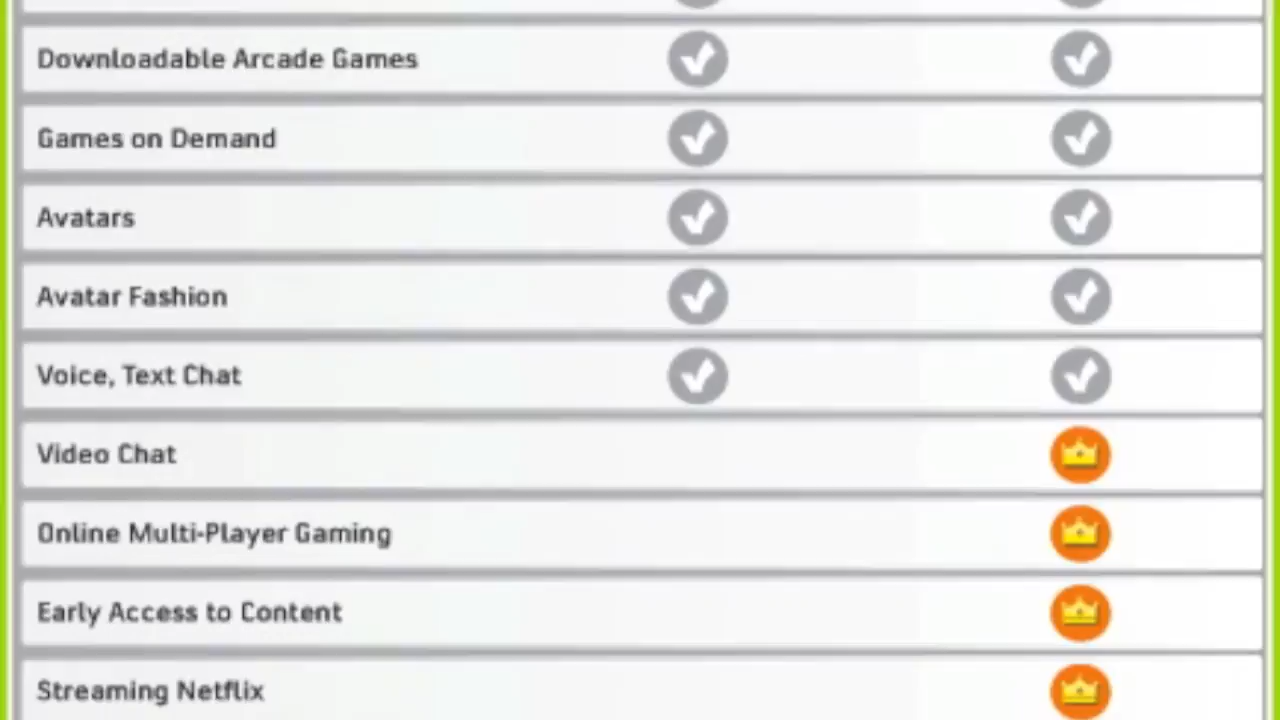 Downloadable Arcade Games
Games on Demand
Avatars
Avatar Fashion
Voice, Text Chat
Video Chat
Online Multi-Player Gaming
Early Access to Content
Streaming Netflix